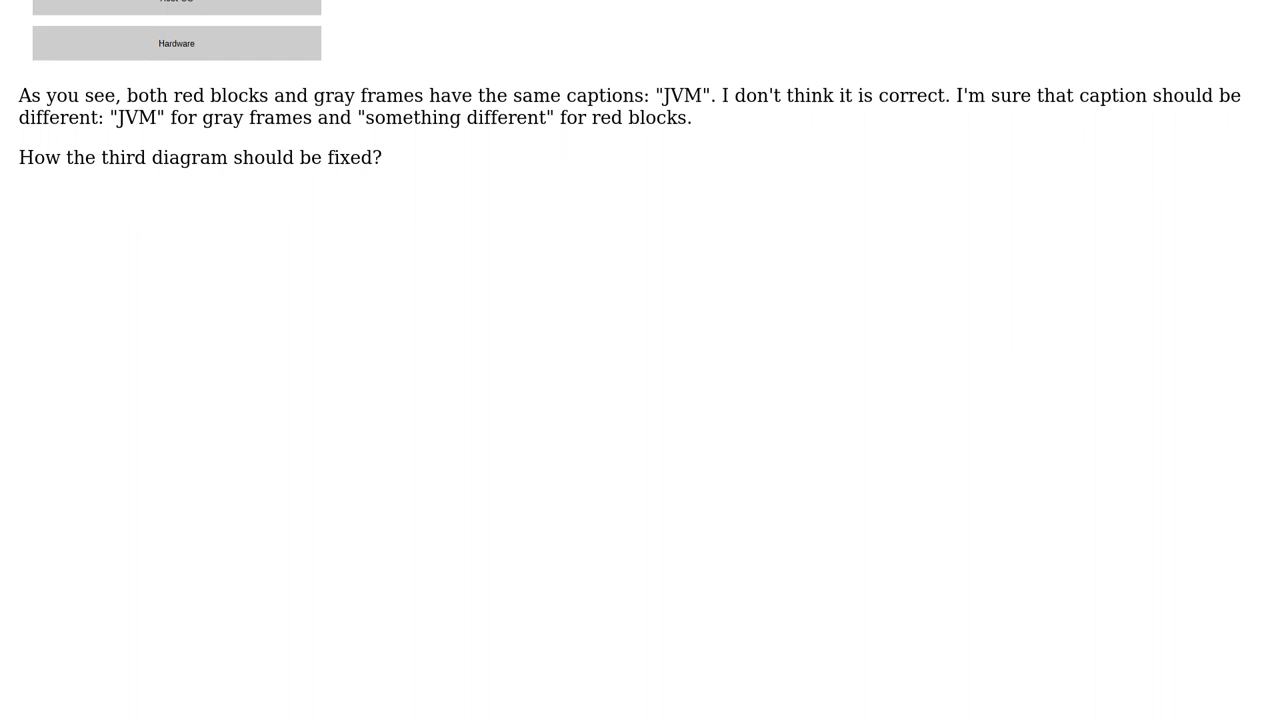 Hardware
As you see, both red blocks and gray frames have the same captions: "JVM". I don't think it is correct. I'm sure that caption should be
different: "JVM" for gray frames and "something different" for red blocks.
How the third diagram should be fixed?